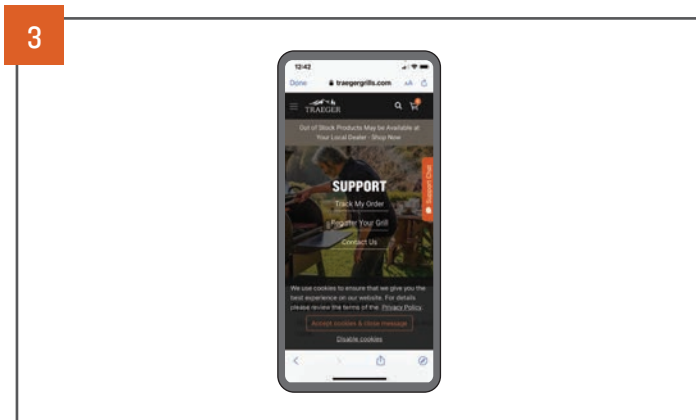 3
12:42
Done traegergrills.com AA
TRAEGER
Out of Stock Products May be Available at
Your Local Dealer - Shop Now
SUPPORT
Track My Order
Register Your Grill
Contact Us
Support Chat
We use cookies to ensure that we give you the
best experience on our website. For details
please review the terms of the Privacy Policy.
Accept cookies & close message
Disable cookies